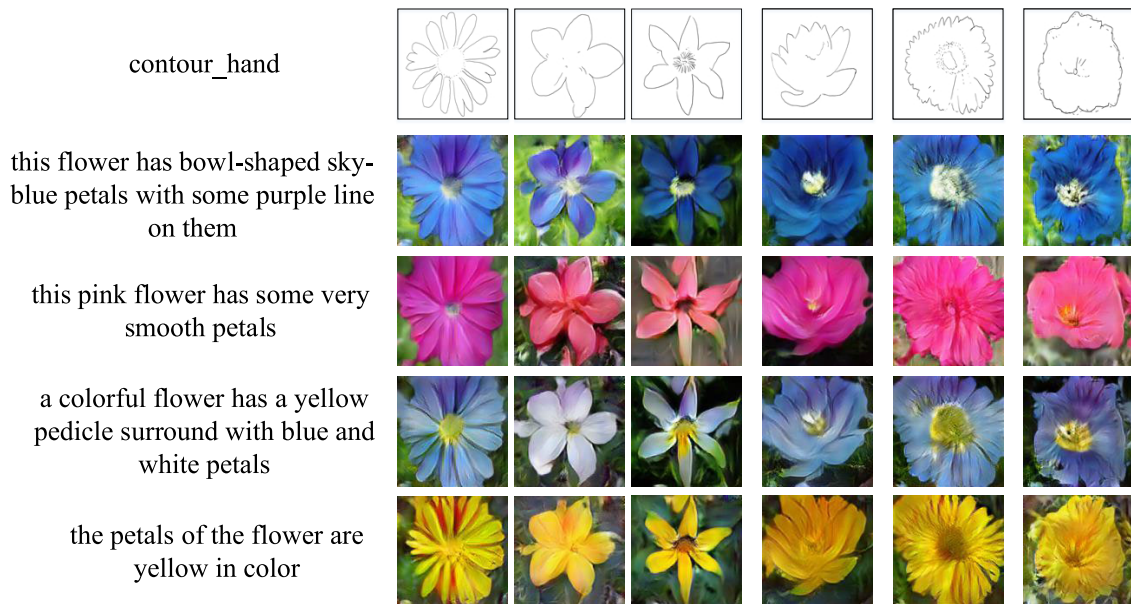 contour_hand
this flower has bowl-shaped sky-
blue petals with some purple line
on them
this pink flower has some very
smooth petals
a colorful flower has a yellow
pedicle surround with blue and
white petals
the petals of the flower are
yellow in color